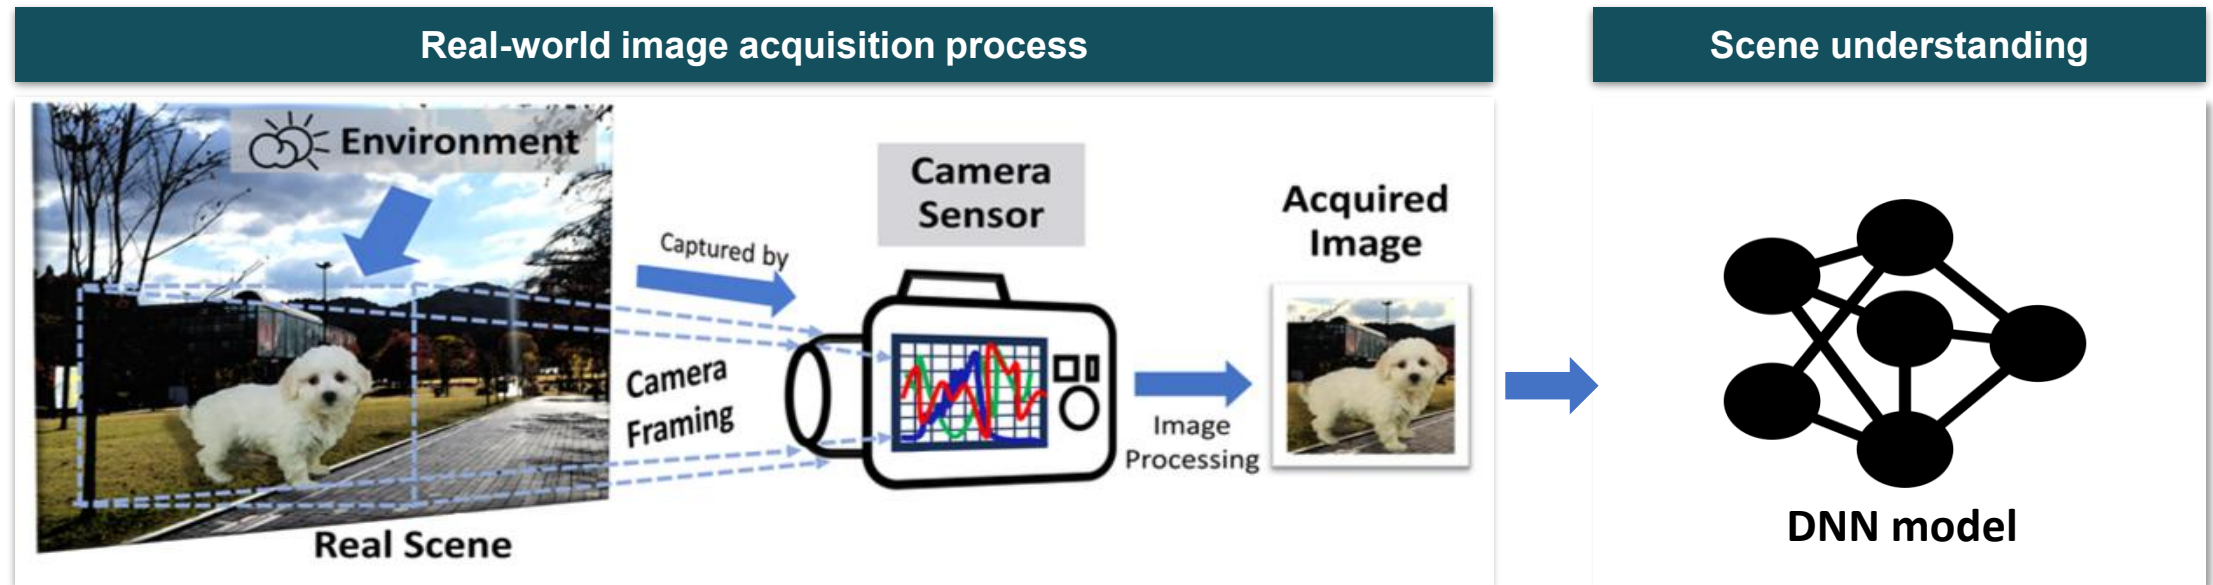 Real-world image acquisition process
Scene understanding
Environment
Captured by
Camera
Framing
Real Scene
Camera
Sensor
Image
Processing
Acquired
Image
DNN model